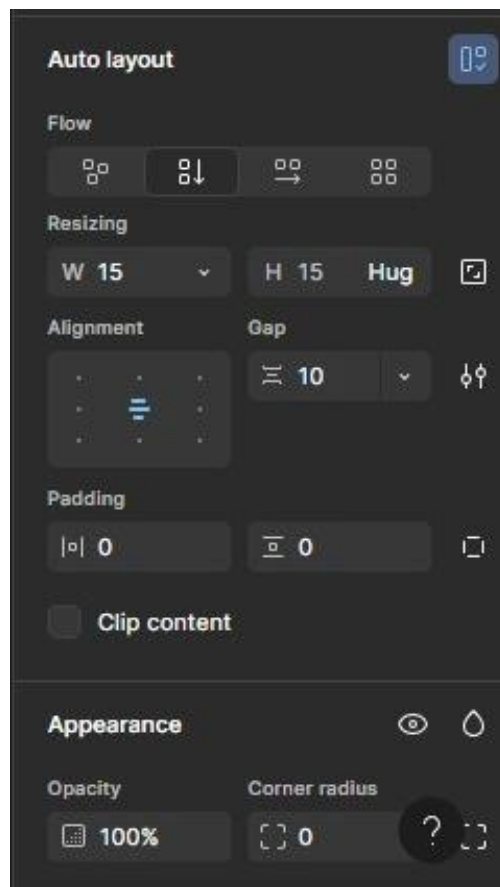 Auto layout
Flow
Resizing
W 15 H 15 Hug
Alignment Gap
10
Padding
0 0
Clip content
Appearance
Opacity Corner radius
100% 0 ?